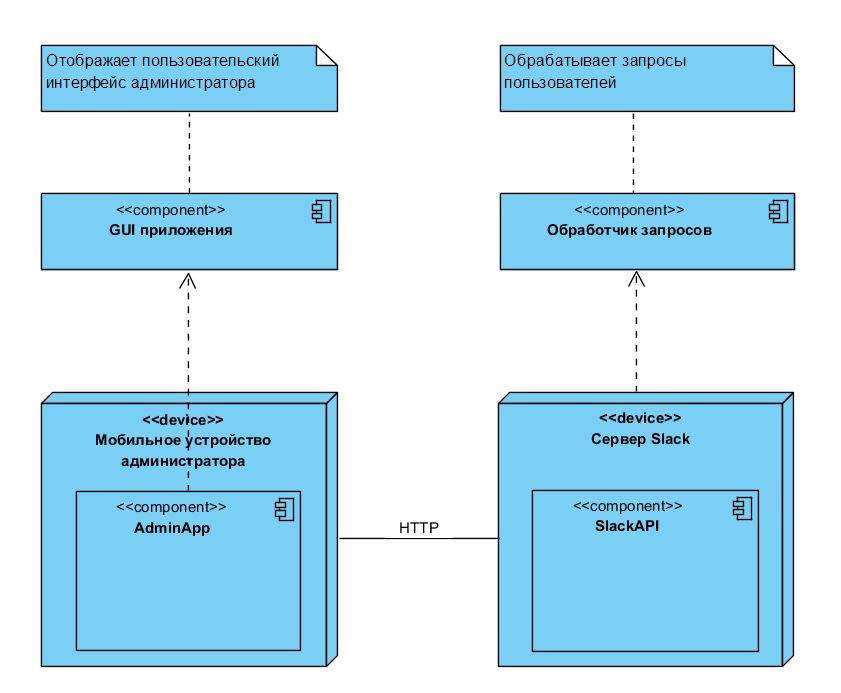 Отображает пользовательский
интерфейс администратора
Обрабатывает запросы
пользователей
<<component>>
GUI приложения
<<component>>
Обработчик запросов
<<device>>
Мобильное устройство
администратора
<<component>>
AdminApp
HTTP
<<device>>
Сервер Slack
<<component>>
SlackAPI